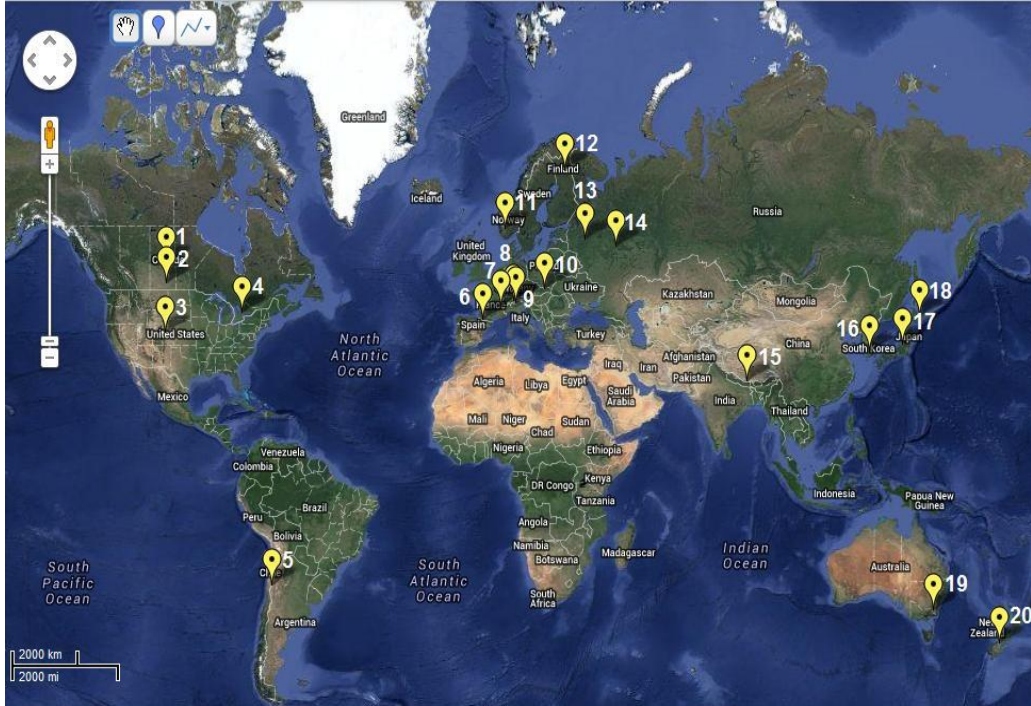 Greenland
12
Finland
13
Iceland
Sweden
11
Norway
14
Russia
1
2
United
Kingdom
8
10
7
4
Ukraine
6
9
Kazakhstan
Mongolia
18
3
United States
Spain
Italy
Turkey
16
17
South Korea
Japan
China
North
Atlantic
Ocean
15
Iraq
Iran
Afghanistan
Pakistan
Algeria
Libya
Egypt
Saudi
Arabia
India
Mexico
Thailand
Mali
Niger
Chad
Sudan
Nigeria
Ethiopia
Venezuela
Colombia
Kenya
DR Congo
Tanzania
Indonesia
Papua New
Guinea
Peru
Brazil
Bolivia
Angola
Namibia
Botswana
Madagascar
South
Pacific
Ocean
5
South
Atlantic
Ocean
Indian
Ocean
Australia
19
South
Africa
Argentina
20
New
Zealand
2000 km
2000 mi